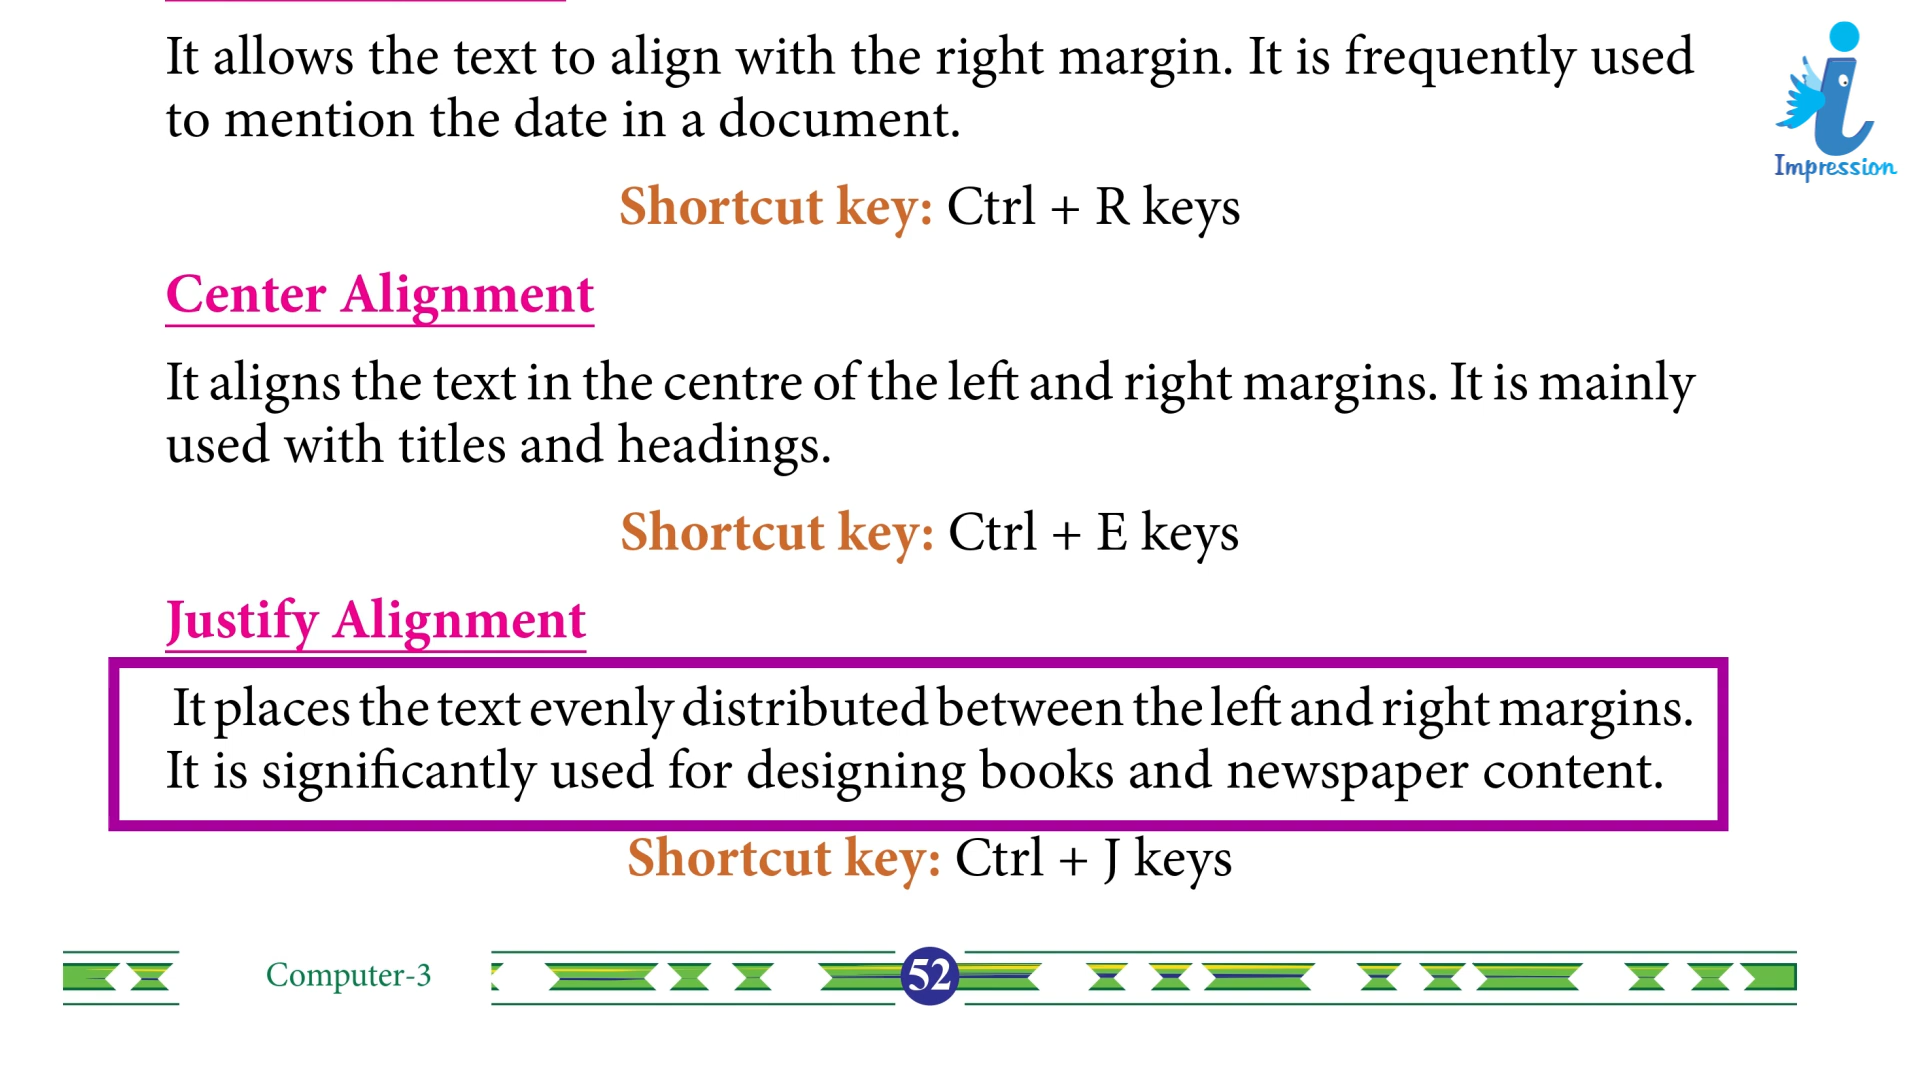 It allows the text to align with the right margin. It is frequently used
to mention the date in a document.
Impression
Shortcut key: Ctrl + R keys
Center Alignment
It aligns the text in the centre of the left and right margins. It is mainly
used with titles and headings.
Shortcut key: Ctrl + E keys
Justify Alignment
It places the text evenly distributed between the left and right margins.
It is significantly used for designing books and newspaper content.
Shortcut key: Ctrl + J keys
Computer-3
52